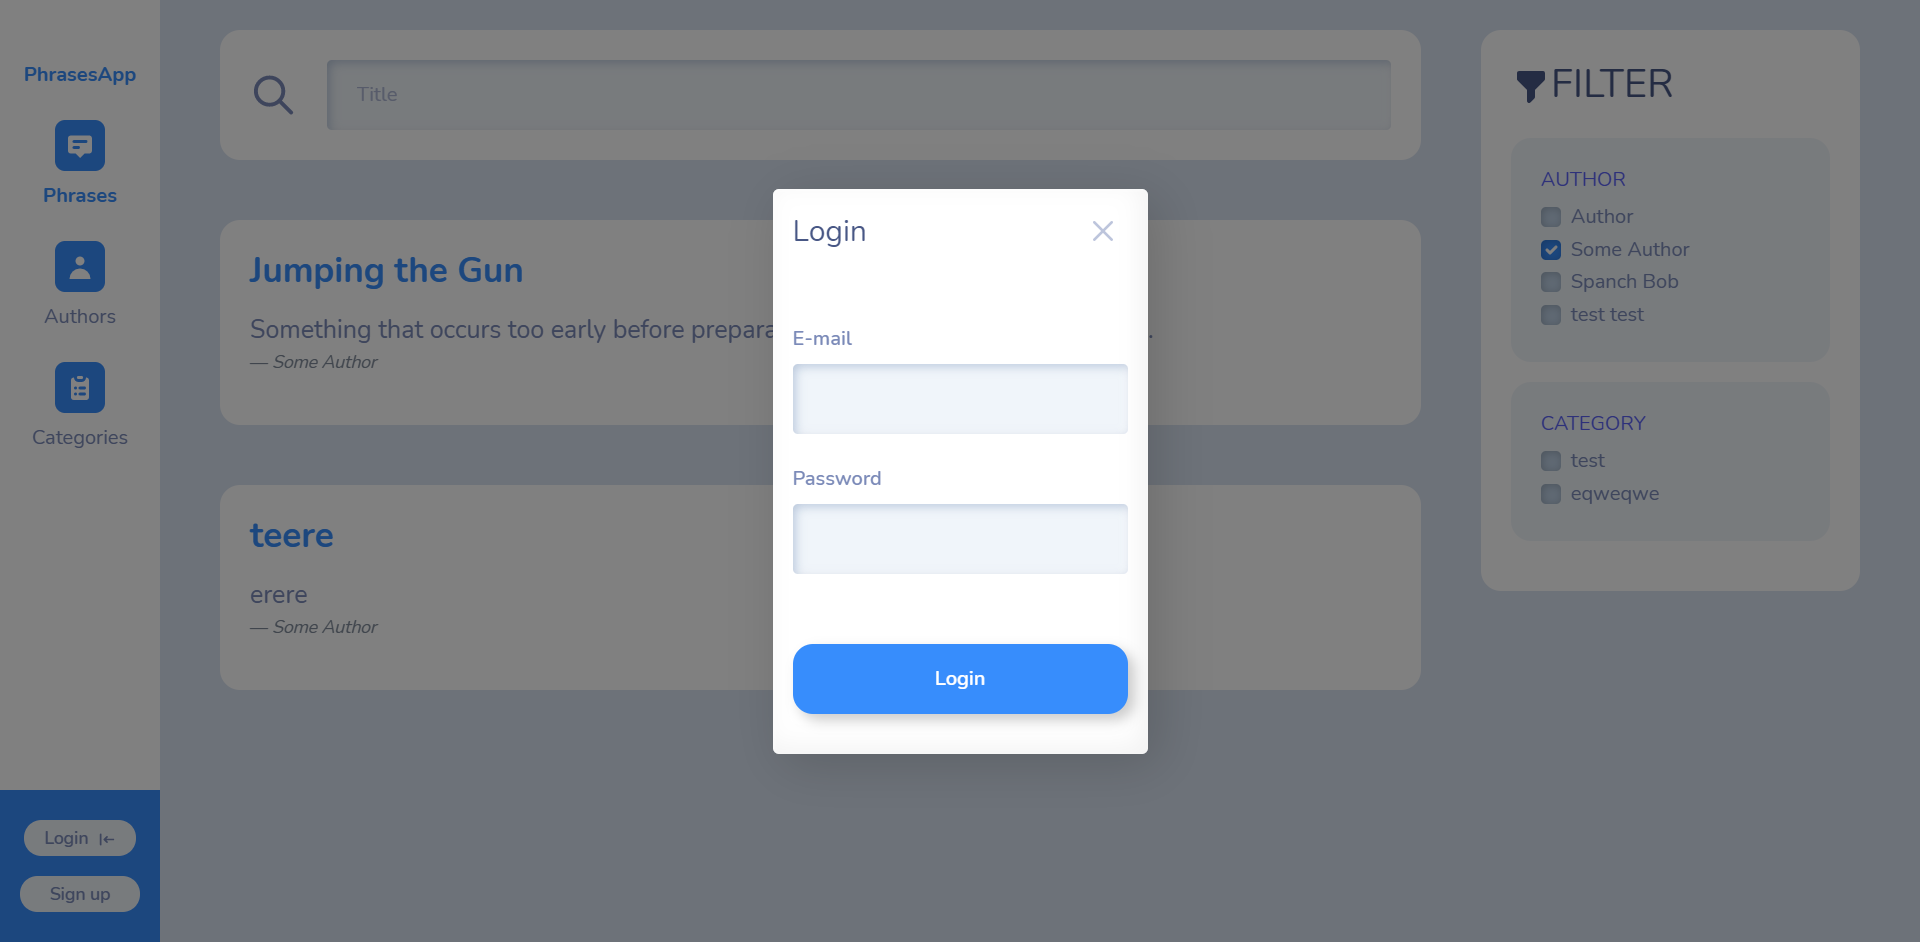 PhrasesApp
Phrases
Authors
Categories
Login
Sign up
Title
Jumping the Gun
Something that occurs too early before prepara
.
— Some Author
teere
erere
— Some Author
Login
E-mail
Password
Login
FILTER
AUTHOR
Author
Some Author
Spanch Bob
test test
CATEGORY
test
eqweqwe